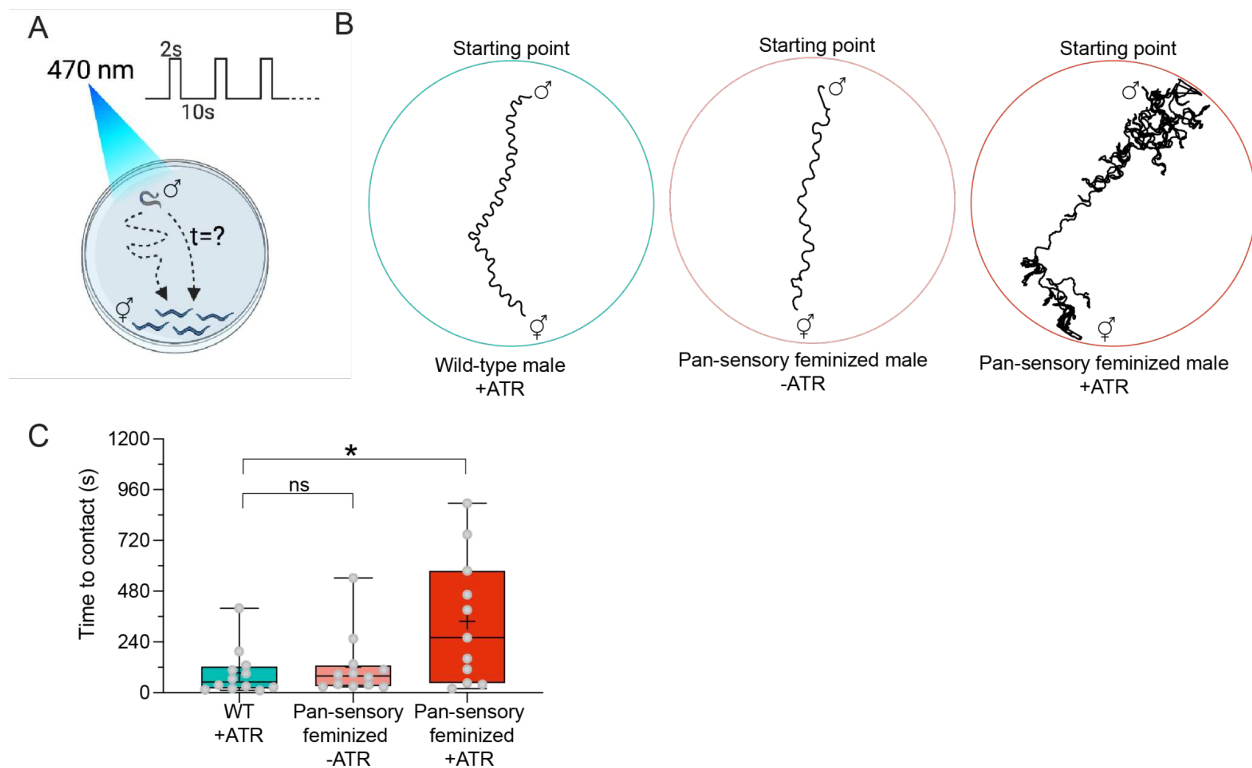 A
2s
470 nm
10s
♂
t=?
⚥
B
Starting point
♂
⚥
Wild-type male
+ATR
Starting point
♂
⚥
Pan-sensory feminized male
-ATR
Starting point
♂
⚥
Pan-sensory feminized male
+ATR
C
Time to contact (s)
1200
960
720
480
240
0
*
ns
WT
+ATR
Pan-sensory
feminized
-ATR
Pan-sensory
feminized
+ATR